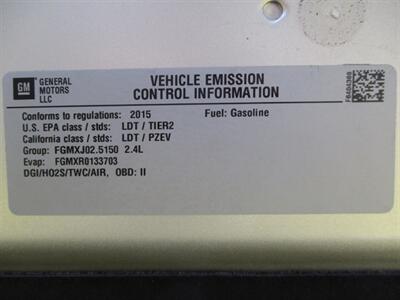 GM GENERAL MOTORS LLC
VEHICLE EMISSION
CONTROL INFORMATION
Conforms to regulations: 2015 Fuel: Gasoline
U.S. EPA class / stds: LDT / TIER2
California class / stds: LDT / PZEV
Group: FGMXJ02.5150 2.4L
Evap: FGMXR0133703
DGI/HO2S/TWC/AIR, OBD: II